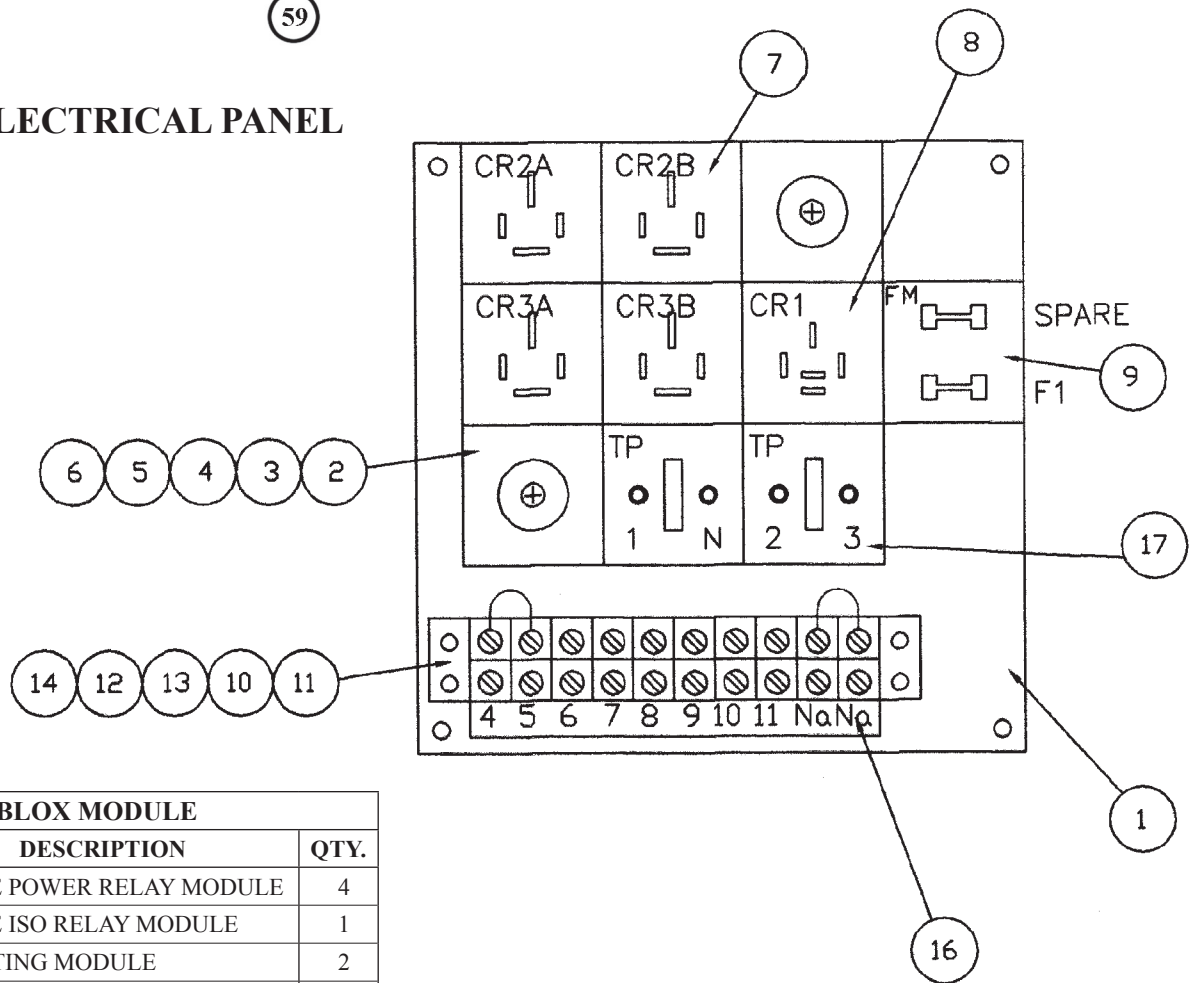 59
LECTRICAL PANEL
7
8
CR2A CR2B
CR3A CR3B CR1 FM SPARE
F1
9
6 5 4 3 2
TP TP
1 N 2 3
17
14 12 13 10 11
4 5 6 7 8 9 10 11 Na Na
1
16
BLOX MODULE
DESCRIPTION QTY.
POWER RELAY MODULE 4
ISO RELAY MODULE 1
TING MODULE 2